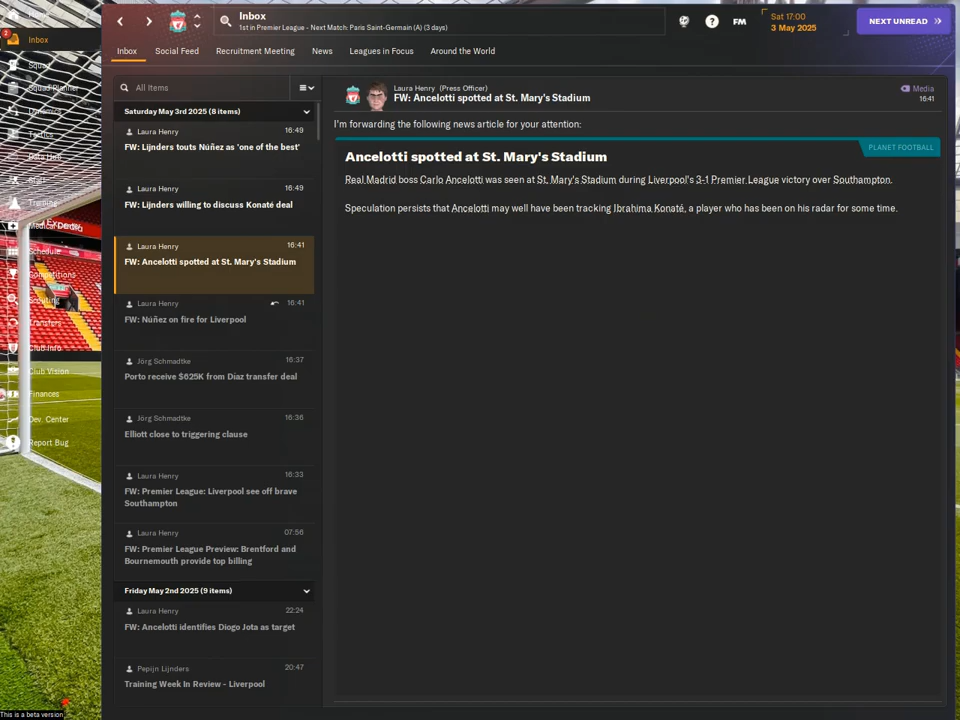 Inbox
1st in Premier League - Next Match: Paris Saint-Germain (A) (3 days)
?
FM
Sat 17:00
3 May 2025
NEXT UNREAD
Inbox
Social Feed
Recruitment Meeting
News
Leagues in Focus
Around the World
2
Inbox
Squad
Squad Planner
Dynamics
Tactics
Data Hub
Staff
Training
Medical Centre
Schedule
Competitions
Scouting
Transfers
Club Info
Club Vision
Finances
Dev. Center
Report Bug
This is a beta version
All Items
Saturday May 3rd 2025 (8 items)
Laura Henry 16:49
FW: Lijnders touts Núñez as 'one of the best'
Laura Henry 16:49
FW: Lijnders willing to discuss Konaté deal
Laura Henry 16:41
FW: Ancelotti spotted at St. Mary's Stadium
Laura Henry 16:41
FW: Núñez on fire for Liverpool
Jörg Schmadtke 16:37
Porto receive $625K from Díaz transfer deal
Jörg Schmadtke 16:36
Elliott close to triggering clause
Laura Henry 16:33
FW: Premier League: Liverpool see off brave
Southampton
Laura Henry 07:56
FW: Premier League Preview: Brentford and
Bournemouth provide top billing
Friday May 2nd 2025 (9 items)
Laura Henry 22:24
FW: Ancelotti identifies Diogo Jota as target
Pepijn Lijnders 20:47
Training Week In Review - Liverpool
Laura Henry (Press Officer)
FW: Ancelotti spotted at St. Mary's Stadium
Media
16:41
I'm forwarding the following news article for your attention:
PLANET FOOTBALL
Ancelotti spotted at St. Mary's Stadium
Real Madrid boss Carlo Ancelotti was seen at St. Mary's Stadium during Liverpool's 3-1 Premier League victory over Southampton.
Speculation persists that Ancelotti may well have been tracking Ibrahima Konaté, a player who has been on his radar for some time.